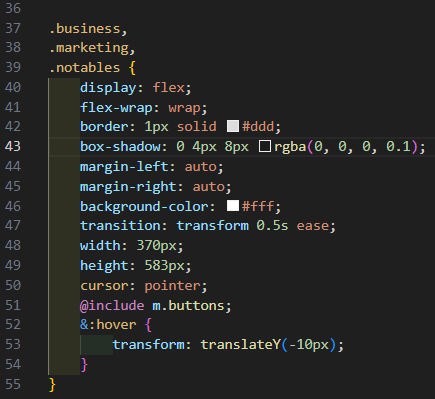 36
37 .business,
38 .marketing,
39 .notables {
40 display: flex;
41 flex-wrap: wrap;
42 border: 1px solid #ddd;
43 box-shadow: 0 4px 8px rgba(0, 0, 0, 0.1);
44 margin-left: auto;
45 margin-right: auto;
46 background-color: #fff;
47 transition: transform 0.5s ease;
48 width: 370px;
49 height: 583px;
50 cursor: pointer;
51 @include m.buttons;
52 &:hover {
53 transform: translateY(-10px);
54 }
55 }